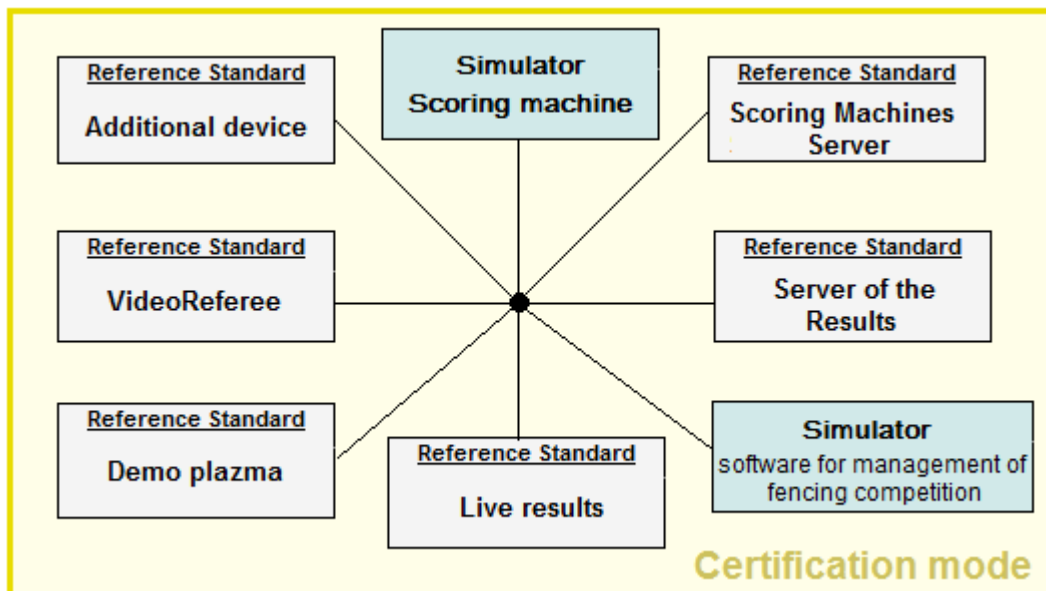 Reference Standard
Additional device
Simulator
Scoring machine
Reference Standard
Scoring Machines
Server
Reference Standard
VideoReferee
Reference Standard
Server of the
Results
Reference Standard
Demo plazma
Reference Standard
Live results
Simulator
software for management of
fencing competition
Certification mode